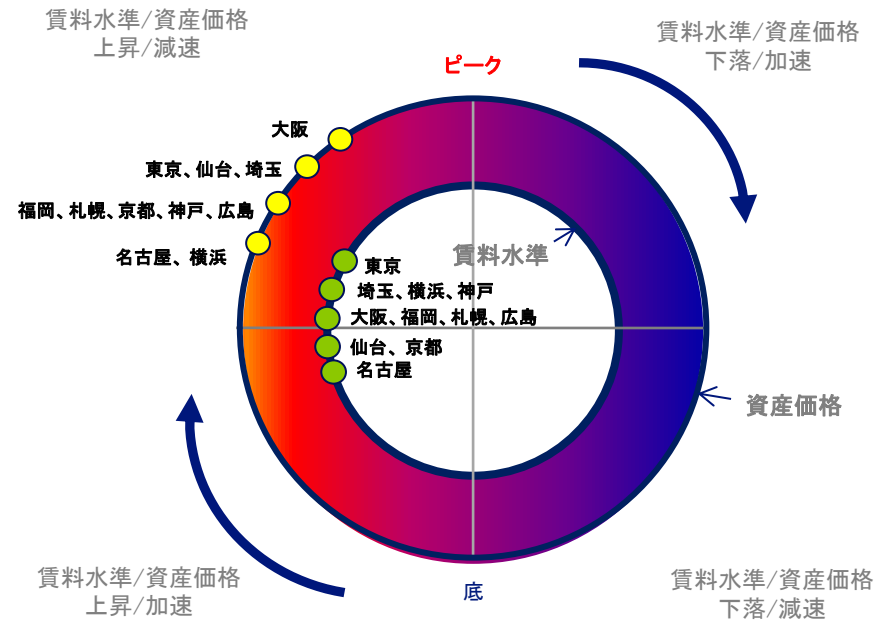 賃料水準/資産価格
上昇/減速
賃料水準/資産価格
下落/加速
ピーク
大阪
東京、仙台、埼玉
福岡、札幌、京都、神戸、広島
名古屋、横浜
賃料水準
東京
埼玉、横浜、神戸
大阪、福岡、札幌、広島
仙台、京都
名古屋
資産価格
賃料水準/資産価格
上昇/加速
底
賃料水準/資産価格
下落/減速